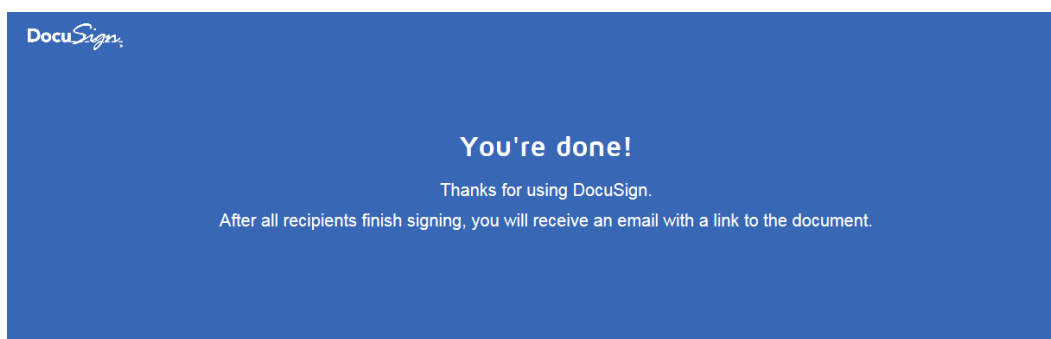 DocuSign
You're done!
Thanks for using DocuSign.
After all recipients finish signing, you will receive an email with a link to the document.